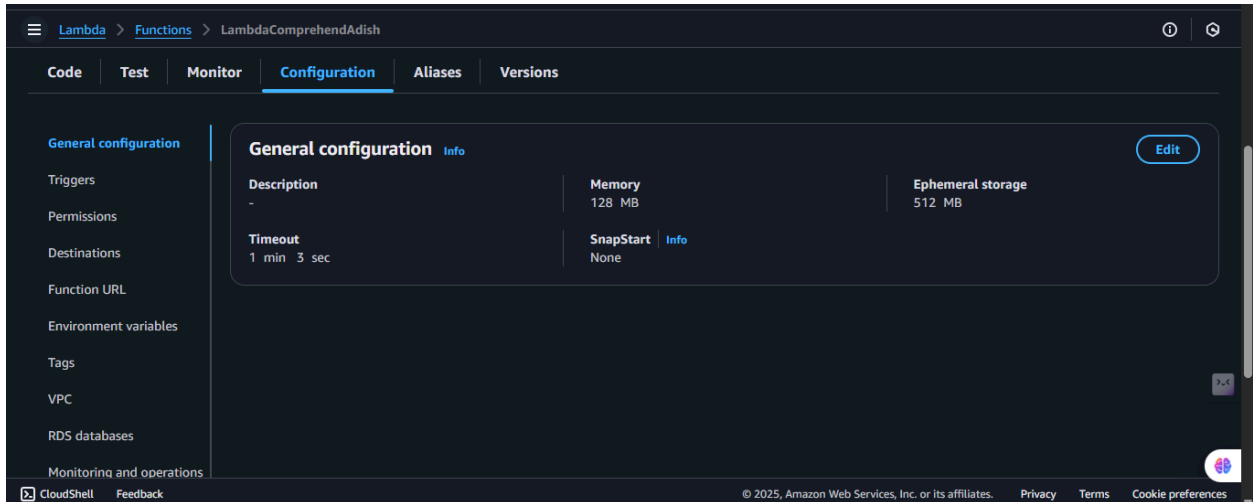 Lambda > Functions > LambdaComprehendAdish
Code Test Monitor Configuration Aliases Versions
General configuration
Triggers
Permissions
Destinations
Function URL
Environment variables
Tags
VPC
RDS databases
Monitoring and operations
General configuration Info
Edit
Description
-
Memory
128 MB
Ephemeral storage
512 MB
Timeout
1 min 3 sec
SnapStart Info
None
CloudShell Feedback © 2025, Amazon Web Services, Inc. or its affiliates. Privacy Terms Cookie preferences